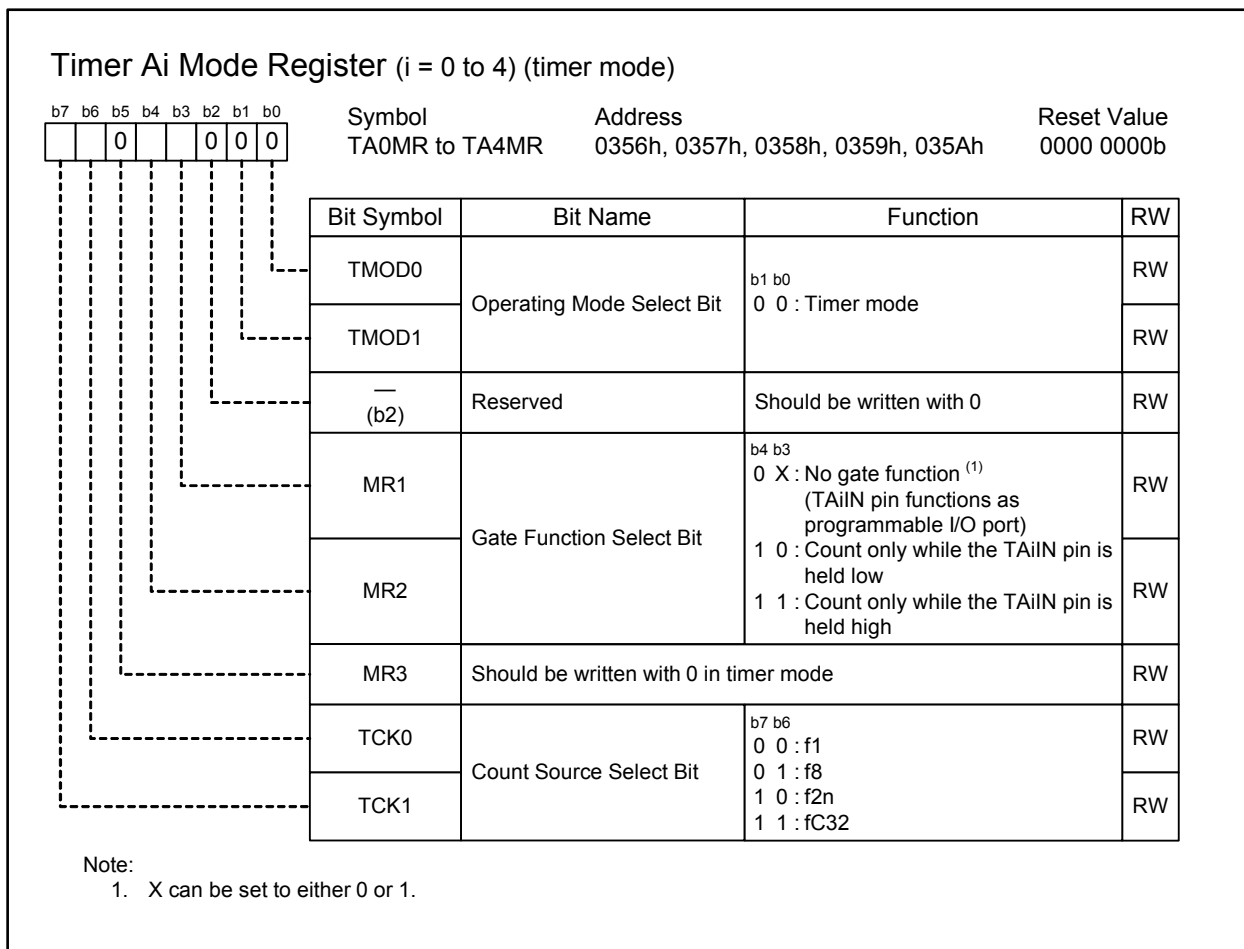 Timer Ai Mode Register (i = 0 to 4) (timer mode)
b7 b6 b5 b4 b3 b2 b1 b0
0 0 0 0
Symbol Address Reset Value
TA0MR to TA4MR 0356h, 0357h, 0358h, 0359h, 035Ah 0000 0000b
Bit Symbol Bit Name Function RW
TMOD0 RW
Operating Mode Select Bit
b1 b0
0 0 : Timer mode
TMOD1 RW
—
(b2) Reserved Should be written with 0 RW
MR1 RW
Gate Function Select Bit
b4 b3
0 X : No gate function (1)
(TAiIN pin functions as
programmable I/O port)
1 0 : Count only while the TAiIN pin is
held low
1 1 : Count only while the TAiIN pin is
held high
MR2 RW
MR3 Should be written with 0 in timer mode RW
TCK0 RW
Count Source Select Bit
b7 b6
0 0 : f1
0 1 : f8
1 0 : f2n
1 1 : fC32
TCK1 RW
Note:
1. X can be set to either 0 or 1.